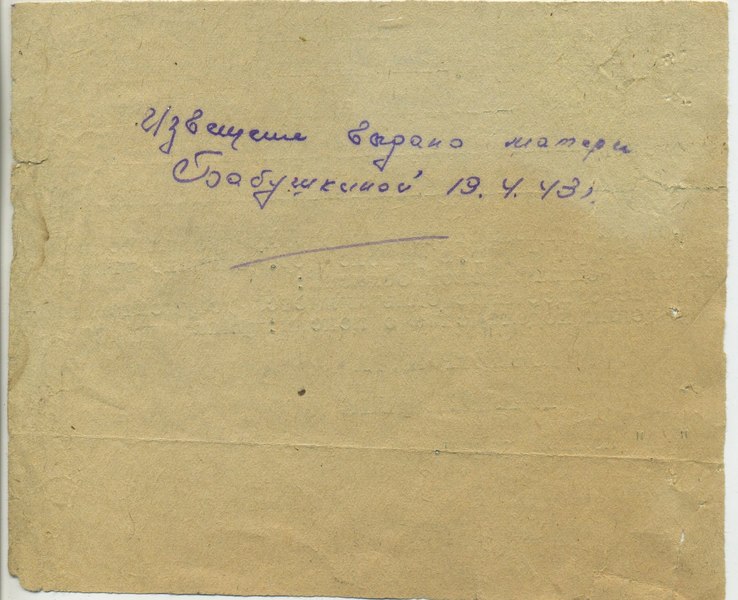 Извещение выдано матери
Бабушкиной 19.4.43г.